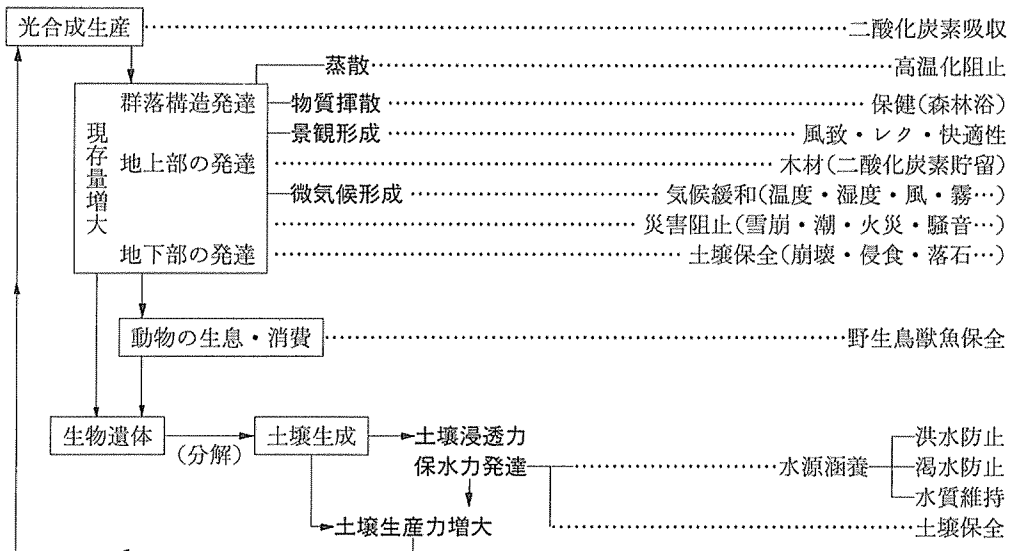 光合成生産………二酸化炭素吸収
蒸散………高温化阻止
群落構造発達 物質揮散………保健(森林浴)
景観形成………風致・レク・快適性
現存量増大
地上部の発達………木材(二酸化炭素貯留)
微気候形成………気候緩和(温度・湿度・風・霧…)
………災害阻止(雪崩・潮・火災・騒音…)
地下部の発達………土壌保全(崩壊・侵食・落石…)
動物の生息・消費………野生鳥獣魚保全
生物遺体 (分解) 土壌生成 土壌浸透力
保水力発達………水源涵養
洪水防止
渇水防止
水質維持
土壌生産力増大 ………土壌保全